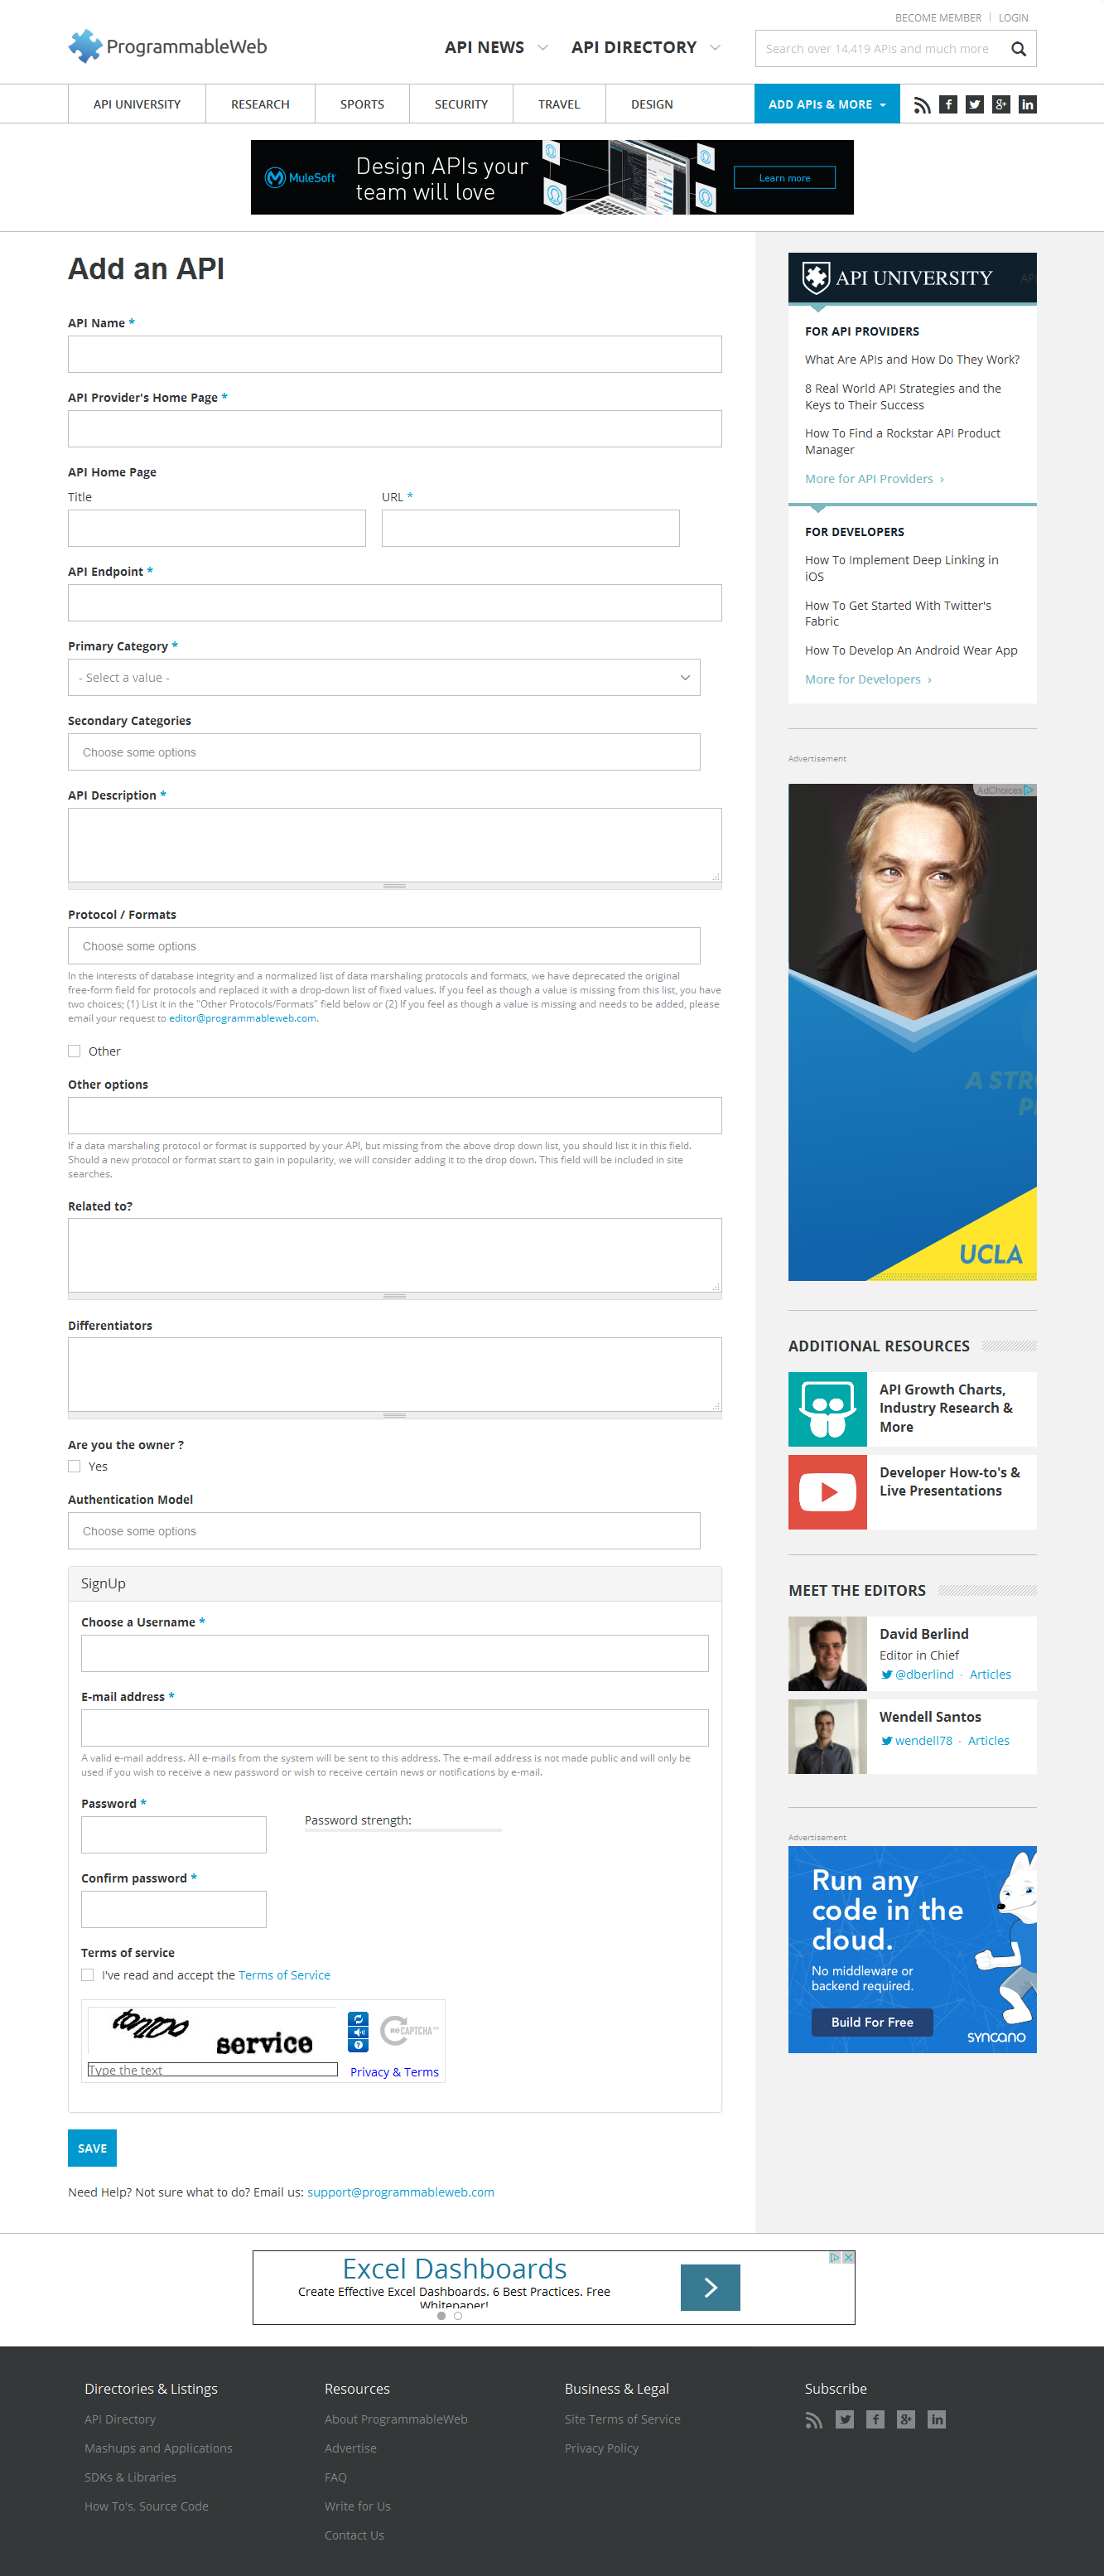 BECOME MEMBER | LOGIN
ProgrammableWeb
API NEWS
API DIRECTORY
Search over 14,419 APIs and much more
API UNIVERSITY
RESEARCH
SPORTS
SECURITY
TRAVEL
DESIGN
ADD APIs & MORE
MuleSoft
Design APIs your
team will love
Learn more
Add an API
API Name *
API Provider's Home Page *
API Home Page
Title
URL *
API Endpoint *
Primary Category *
- Select a value -
Secondary Categories
Choose some options
API Description *
Protocol / Formats
Choose some options
In the interests of database integrity and a normalized list of data marshaling protocols and formats, we have deprecated the original
free-form field for protocols and replaced it with a drop-down list of fixed values. If you feel as though a value is missing from this list, you have
two choices; (1) List it in the "Other Protocols/Formats" field below or (2) If you feel as though a value is missing and needs to be added, please
email your request to editor@programmableweb.com.
Other
Other options
If a data marshaling protocol or format is supported by your API, but missing from the above drop down list, you should list it in this field.
Should a new protocol or format start to gain in popularity, we will consider adding it to the drop down. This field will be included in site
searches.
Related to?
Differentiators
Are you the owner ?
Yes
Authentication Model
Choose some options
SignUp
Choose a Username *
E-mail address *
A valid e-mail address. All e-mails from the system will be sent to this address. The e-mail address is not made public and will only be
used if you wish to receive a new password or wish to receive certain news or notifications by e-mail.
Password *
Password strength:
Confirm password *
Terms of service
I've read and accept the Terms of Service
service
reCAPTCHA™
Type the text
Privacy & Terms
SAVE
Need Help? Not sure what to do? Email us: support@programmableweb.com
API UNIVERSITY
API
FOR API PROVIDERS
What Are APIs and How Do They Work?
8 Real World API Strategies and the
Keys to Their Success
How To Find a Rockstar API Product
Manager
More for API Providers ›
FOR DEVELOPERS
How To Implement Deep Linking in
iOS
How To Get Started With Twitter's
Fabric
How To Develop An Android Wear App
More for Developers ›
Advertisement
AdChoices
A STR
P
UCLA
ADDITIONAL RESOURCES
API Growth Charts,
Industry Research &
More
Developer How-to's &
Live Presentations
MEET THE EDITORS
David Berlind
Editor in Chief
@dberlind · Articles
Wendell Santos
wendell78 · Articles
Advertisement
Run any
code in the
cloud.
No middleware or
backend required.
Build For Free
SYNCANO
Excel Dashboards
Create Effective Excel Dashboards. 6 Best Practices. Free
Whitepaper!
Directories & Listings
API Directory
Mashups and Applications
SDKs & Libraries
How To's, Source Code
Resources
About ProgrammableWeb
Advertise
FAQ
Write for Us
Contact Us
Business & Legal
Site Terms of Service
Privacy Policy
Subscribe